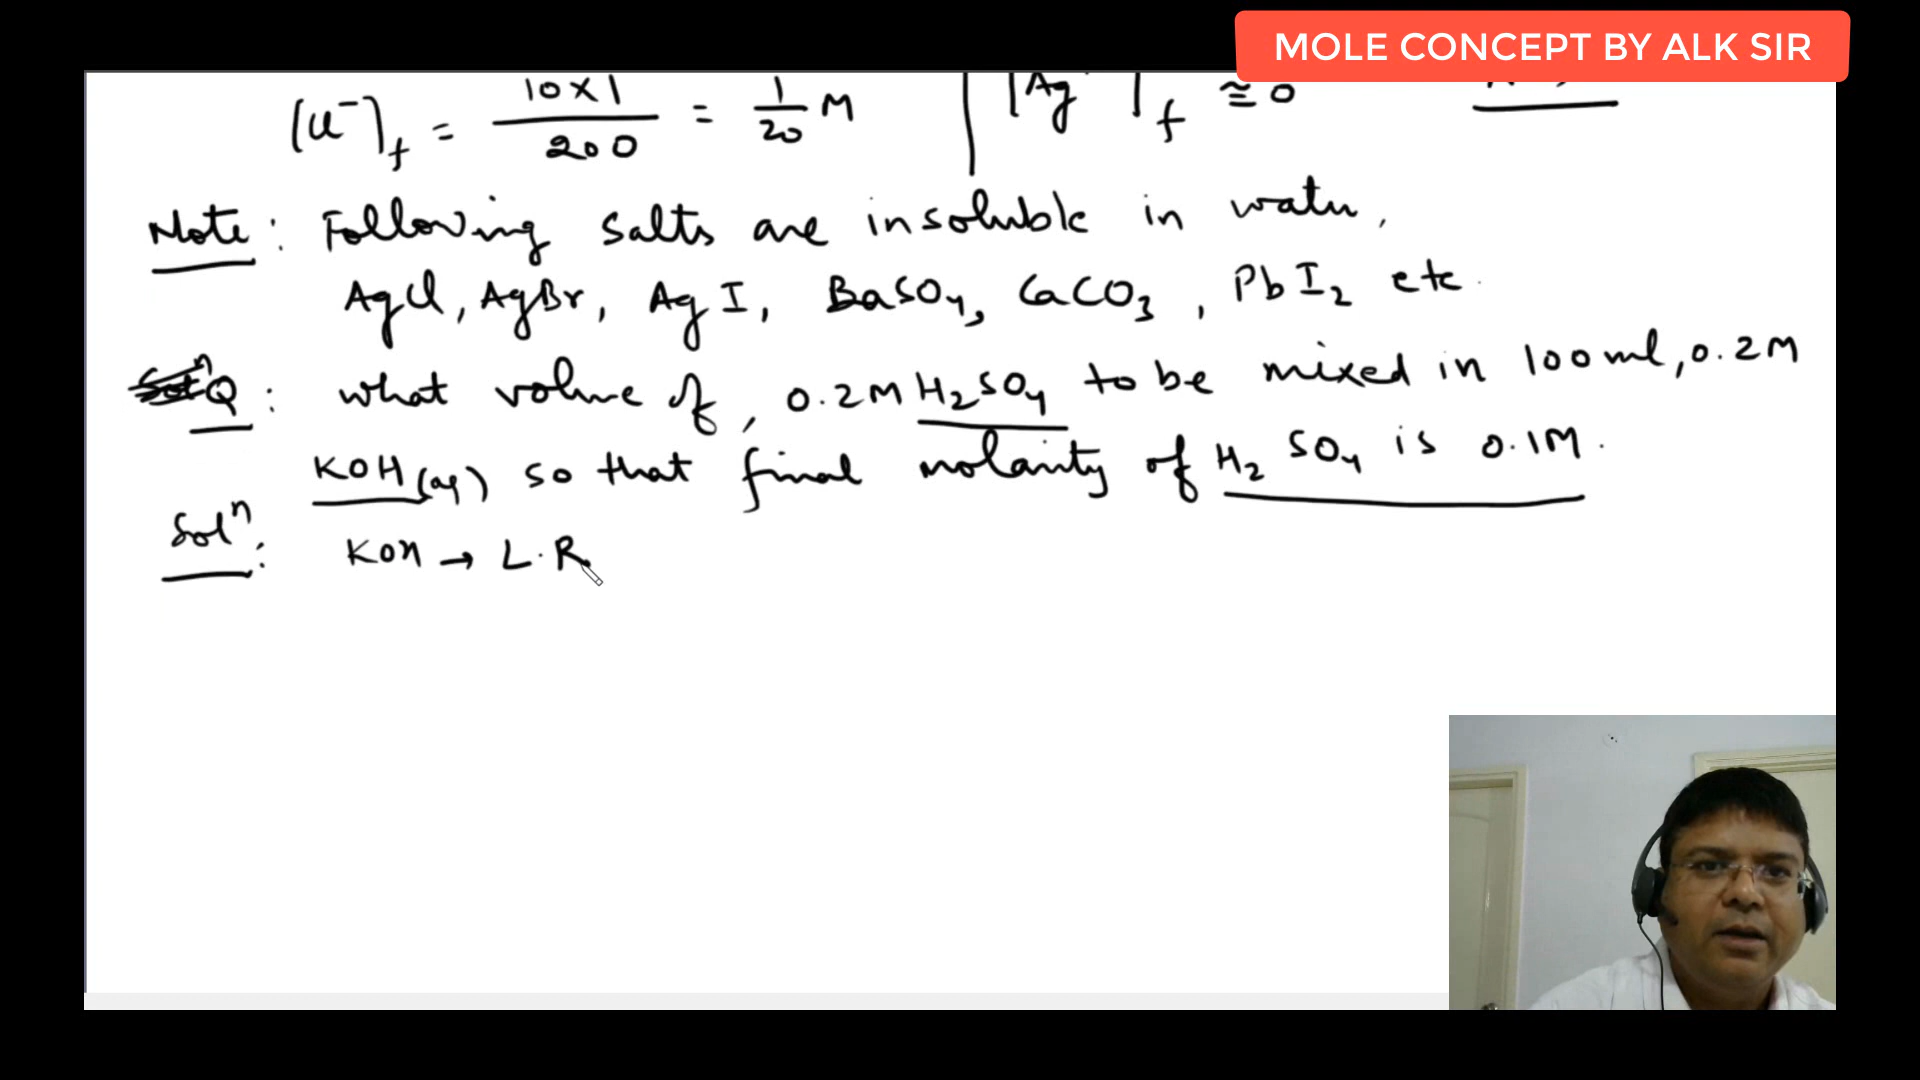 MOLE CONCEPT BY ALK SIR
[Cl⁻]f = 10 × 1 / 200 = 1/20 M | [Ag ]f ≅ 0
Note : Following salts are insoluble in water,
AgCl, AgBr, Ag I, BaSO4, CaCO3, PbI2 etc.
Q : what volume of, 0.2M H2SO4 to be mixed in 100ml, 0.2M
KOH(aq) so that final molarity of H2SO4 is 0.1M.
Solⁿ : KOH → L.R